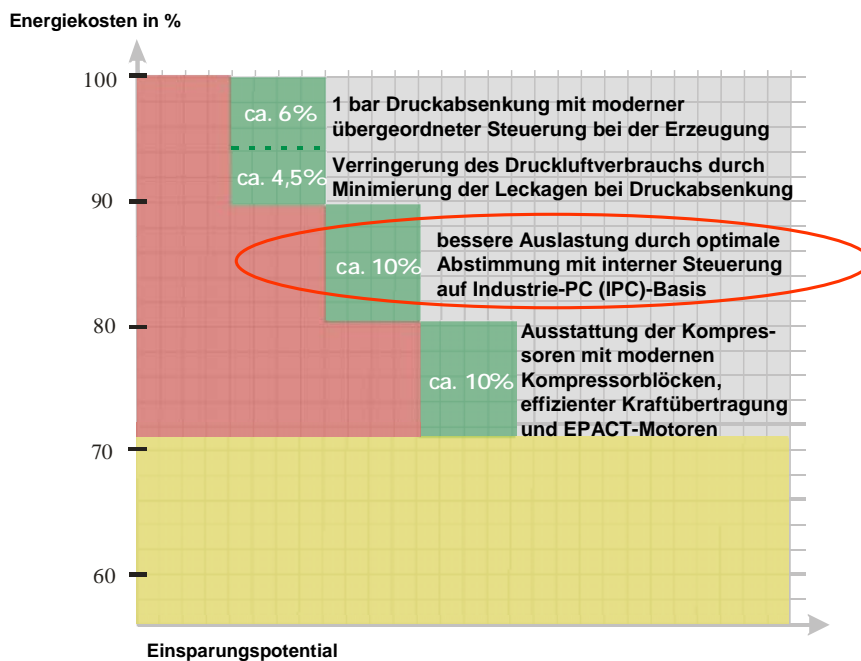 Energiekosten in %
100
ca. 6%
1 bar Druckabsenkung mit moderner
übergeordneter Steuerung bei der Erzeugung
ca. 4,5%
Verringerung des Druckluftverbrauchs durch
Minimierung der Leckagen bei Druckabsenkung
90
ca. 10%
bessere Auslastung durch optimale
Abstimmung mit interner Steuerung
auf Industrie-PC (IPC)-Basis
80
ca. 10%
Ausstattung der Kompres-
soren mit modernen
Kompressorblöcken,
effizienter Kraftübertragung
und EPACT-Motoren
70
60
Einsparungspotential